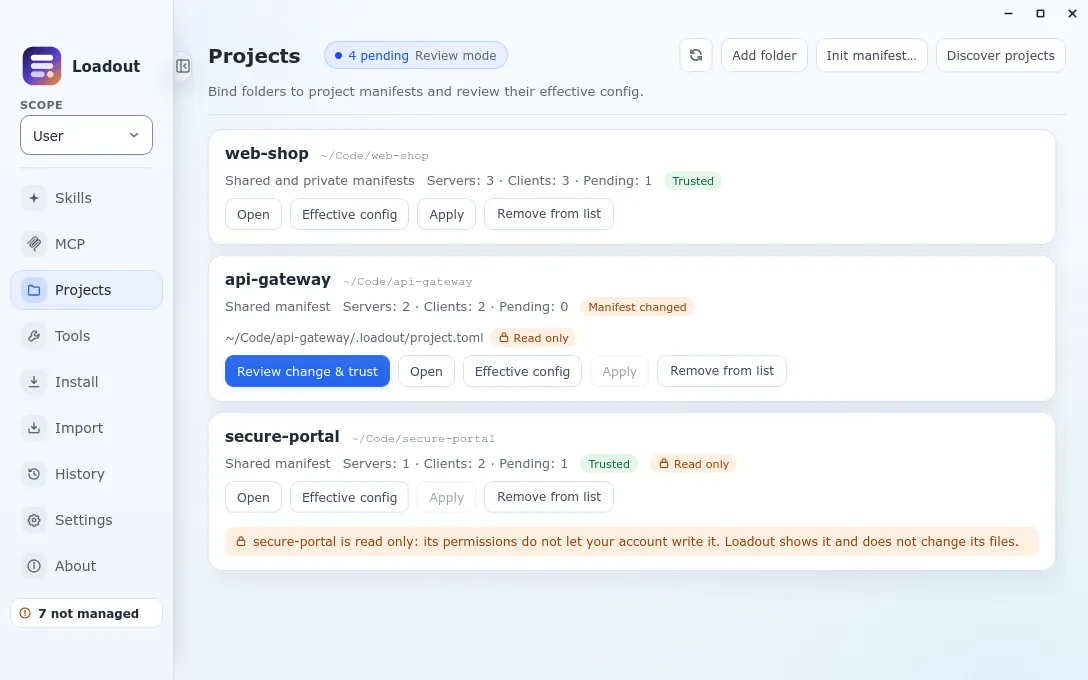 Loadout
SCOPE
User
Skills
MCP
Projects
Tools
Install
Import
History
Settings
About
7 not managed
Projects
4 pending Review mode
Add folder
Init manifest...
Discover projects
Bind folders to project manifests and review their effective config.
web-shop ~/Code/web-shop
Shared and private manifests Servers: 3 · Clients: 3 · Pending: 1 Trusted
Open Effective config Apply Remove from list
api-gateway ~/Code/api-gateway
Shared manifest Servers: 2 · Clients: 2 · Pending: 0 Manifest changed
~/Code/api-gateway/.loadout/project.toml Read only
Review change & trust Open Effective config Apply Remove from list
secure-portal ~/Code/secure-portal
Shared manifest Servers: 1 · Clients: 2 · Pending: 1 Trusted Read only
Open Effective config Apply Remove from list
secure-portal is read only: its permissions do not let your account write it. Loadout shows it and does not change its files.